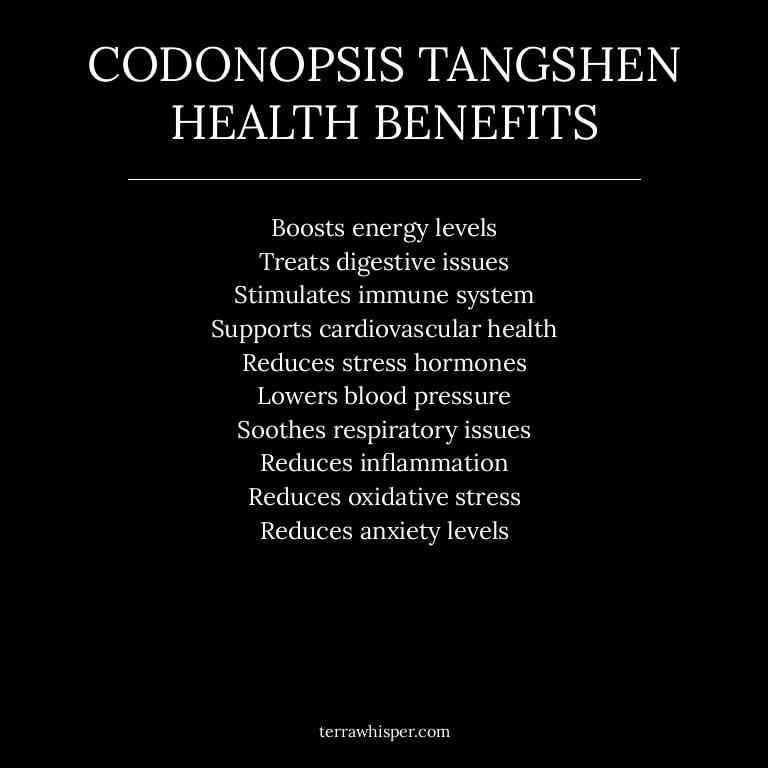 CODONOPSIS TANGSHEN
HEALTH BENEFITS
Boosts energy levels
Treats digestive issues
Stimulates immune system
Supports cardiovascular health
Reduces stress hormones
Lowers blood pressure
Soothes respiratory issues
Reduces inflammation
Reduces oxidative stress
Reduces anxiety levels
terrawhisper.com